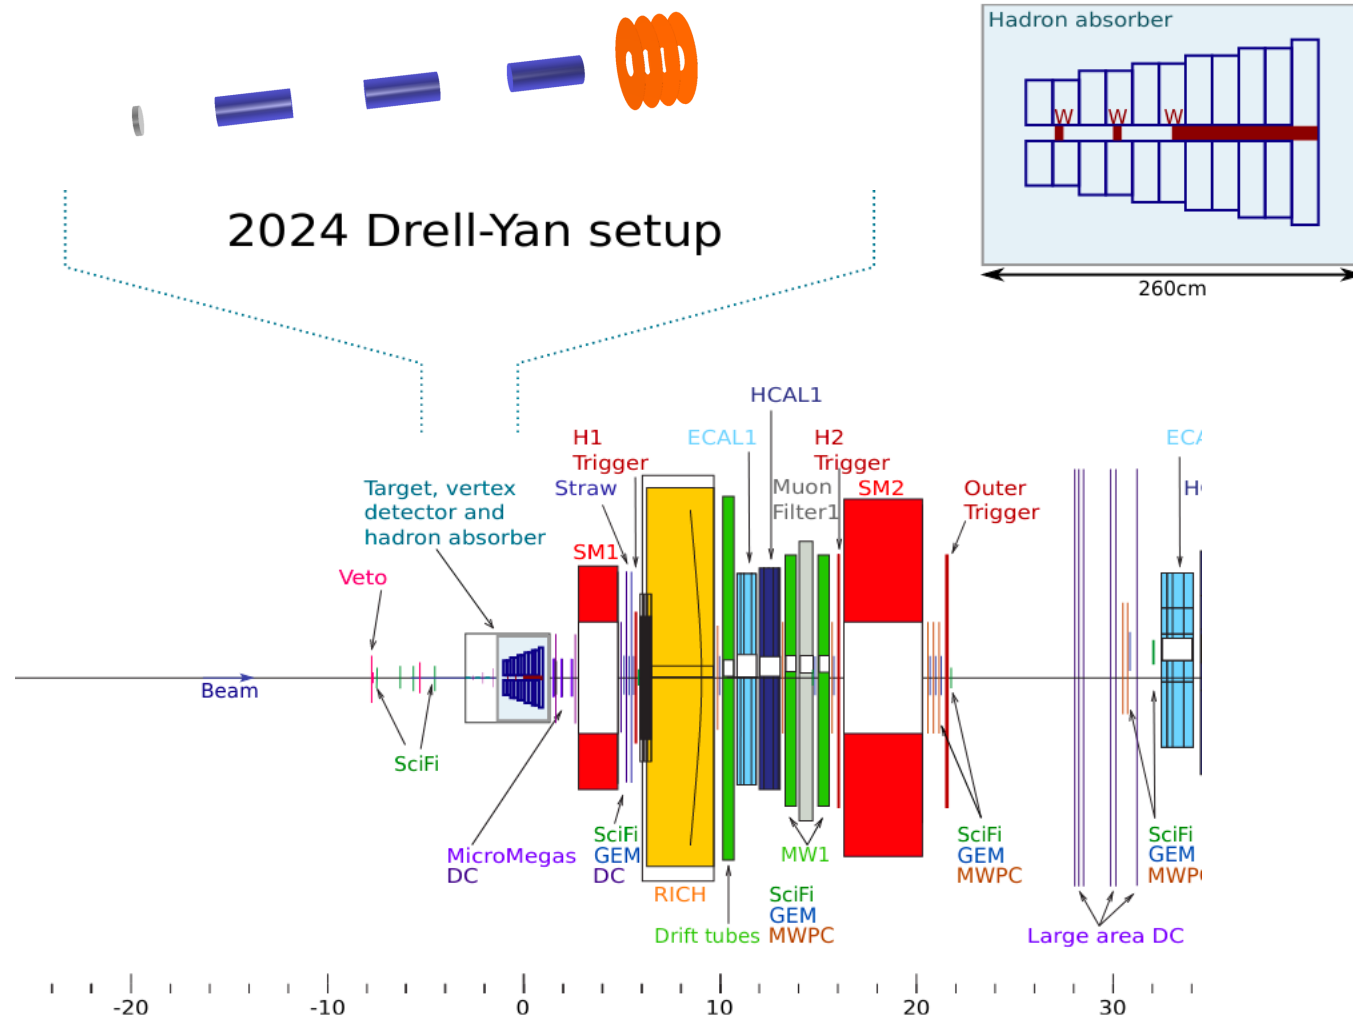 Hadron absorber
W W W
260cm
2024 Drell-Yan setup
HCAL1
H1
Trigger
ECAL1
H2
Trigger
ECA
Straw
Muon
Filter1
SM2
Outer
Trigger
H
Target, vertex
detector and
hadron absorber
SM1
Veto
Beam
SciFi
MicroMegas
DC
SciFi
GEM
DC
RICH
Drift tubes
MW1
SciFi
GEM
MWPC
SciFi
GEM
MWPC
SciFi
GEM
MWP
Large area DC
-20 -10 0 10 20 30